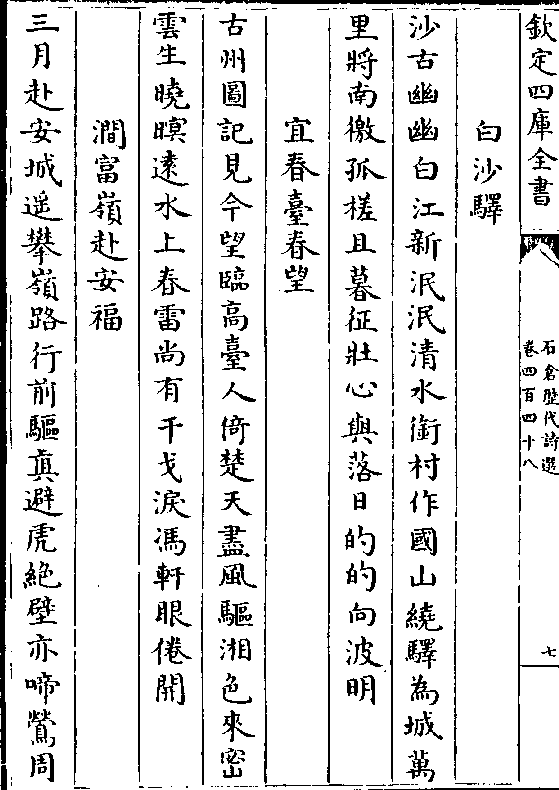 欽定四庫全書
石倉歴代詩選
卷四百四十八
七
白沙驛
沙古幽幽白江新泯泯清水銜村作國山繞驛為城萬
里將南徼孤槎且暮征壯心與落日的的向波明
宜春臺春望
古州圖記見今望臨高臺人倚楚天盡風驅湘色來密
雲生曉暝遠水上春雷尚有干戈淚馮軒眼倦開
澗富嶺赴安福
三月赴安城遥攀嶺路行前驅真避虎絶壁亦啼鶯周